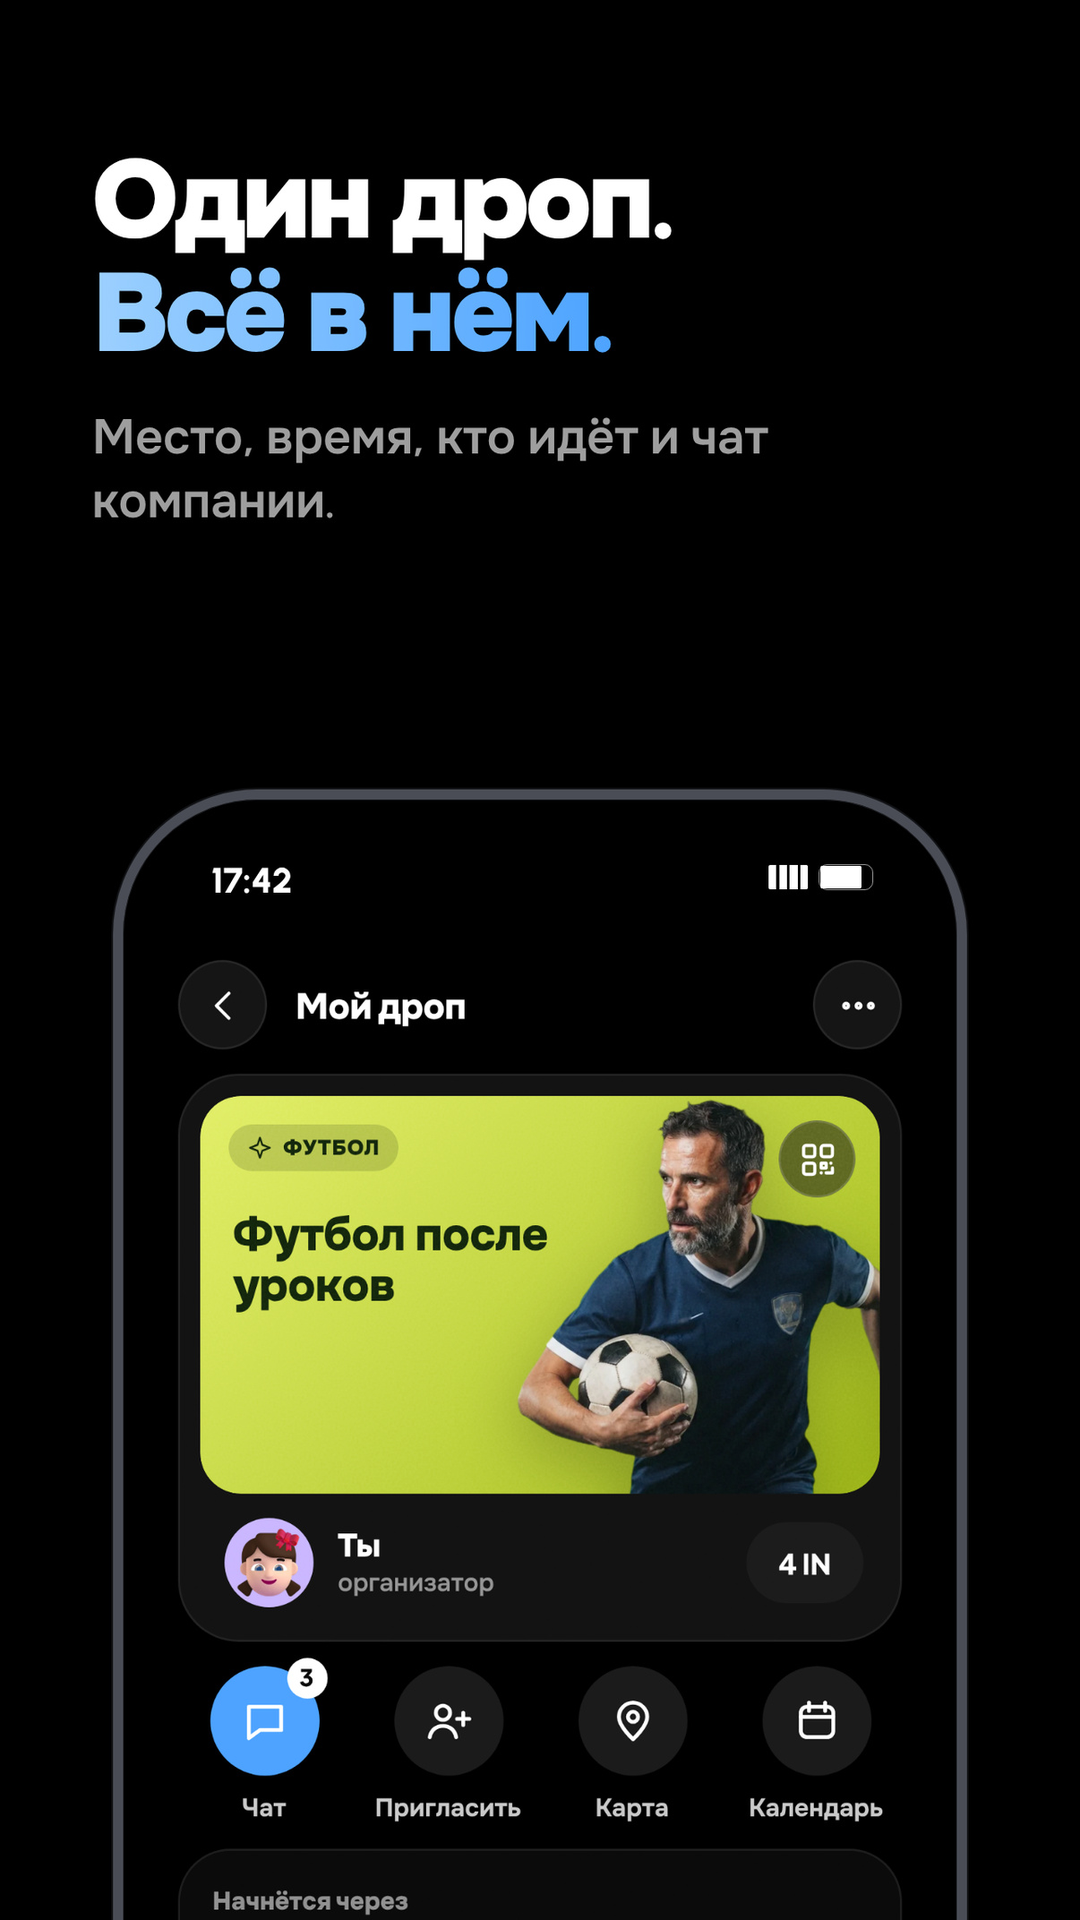 Один дроп.
Всё в нём.
Место, время, кто идёт и чат
компании.
17:42
Мой дроп
ФУТБОЛ
Футбол после
уроков
Ты
организатор
4 IN
3
Чат
Пригласить
Карта
Календарь
Начнётся через